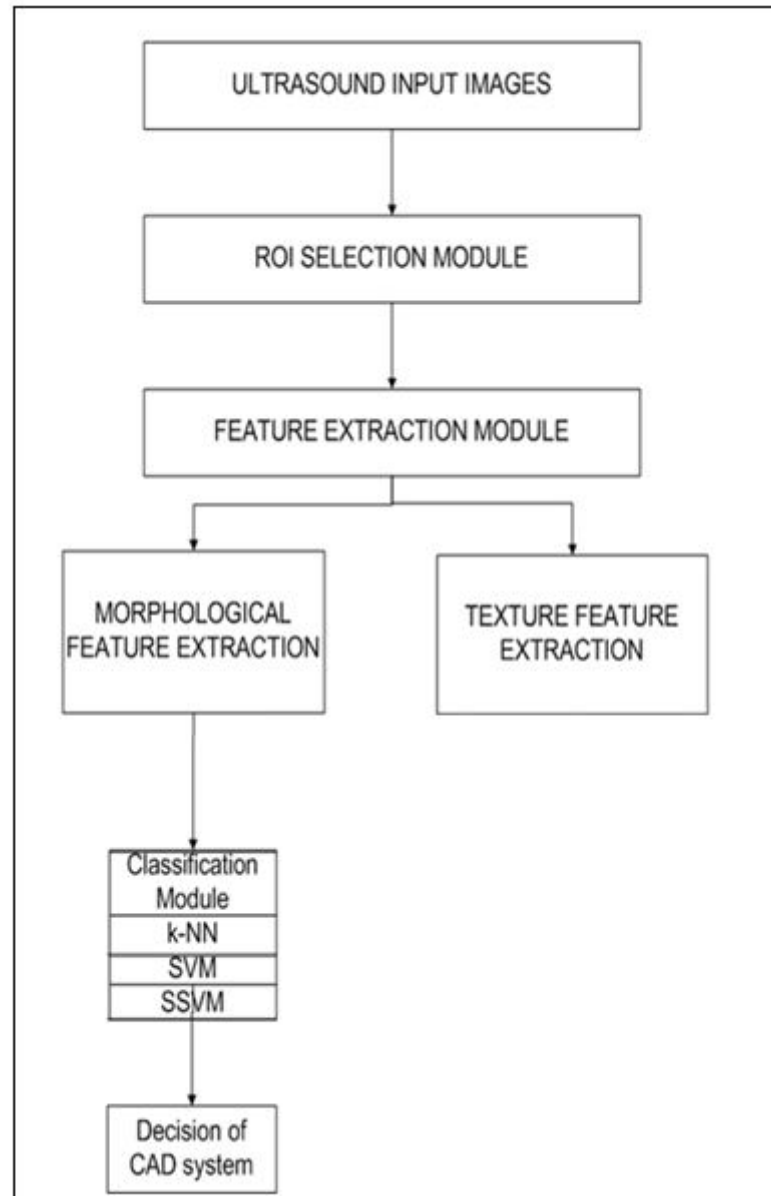 ULTRASOUND INPUT IMAGES
ROI SELECTION MODULE
FEATURE EXTRACTION MODULE
MORPHOLOGICAL
FEATURE EXTRACTION
TEXTURE FEATURE
EXTRACTION
Classification
Module
k-NN
SVM
SSVM
Decision of
CAD system